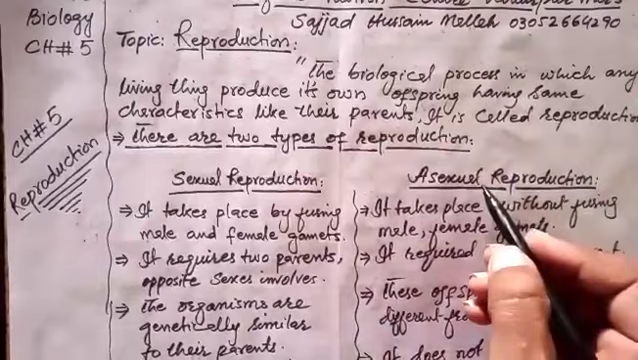 Biology
CH# 5
Sajjad Hussain Melleh 03052664290
Topic: Reproduction:
"The biological process in which any
living thing produce its own offspring having same
characteristics like their parents. It is called reproduction
⇒ There are two types of reproduction:
CH# 5
Reproduction
Sexual Reproduction:
⇒ It takes place by fusing
male and female gamets.
⇒ It requires two parents,
opposite sexes involves.
⇒ The organisms are
genetically similar
to their parents.
Asexual Reproduction:
⇒ It takes place without fusing
male, female gamets.
⇒ It required
⇒ These
different
⇒ It does not